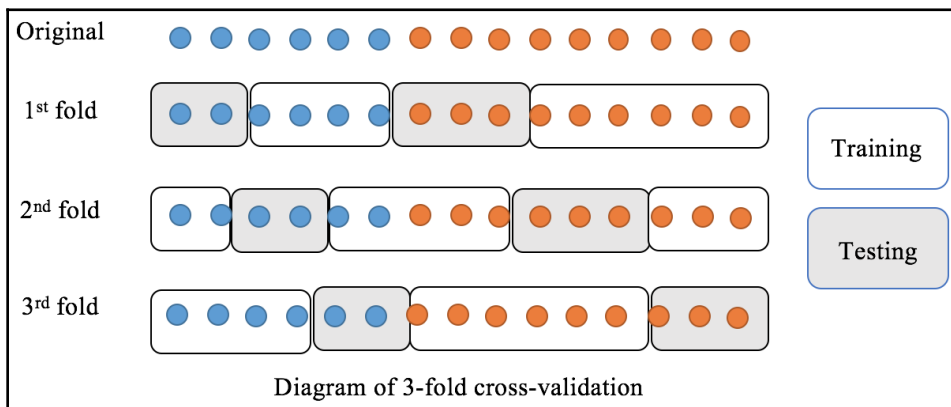 Original
1st fold
2nd fold
3rd fold
Training
Testing
Diagram of 3-fold cross-validation